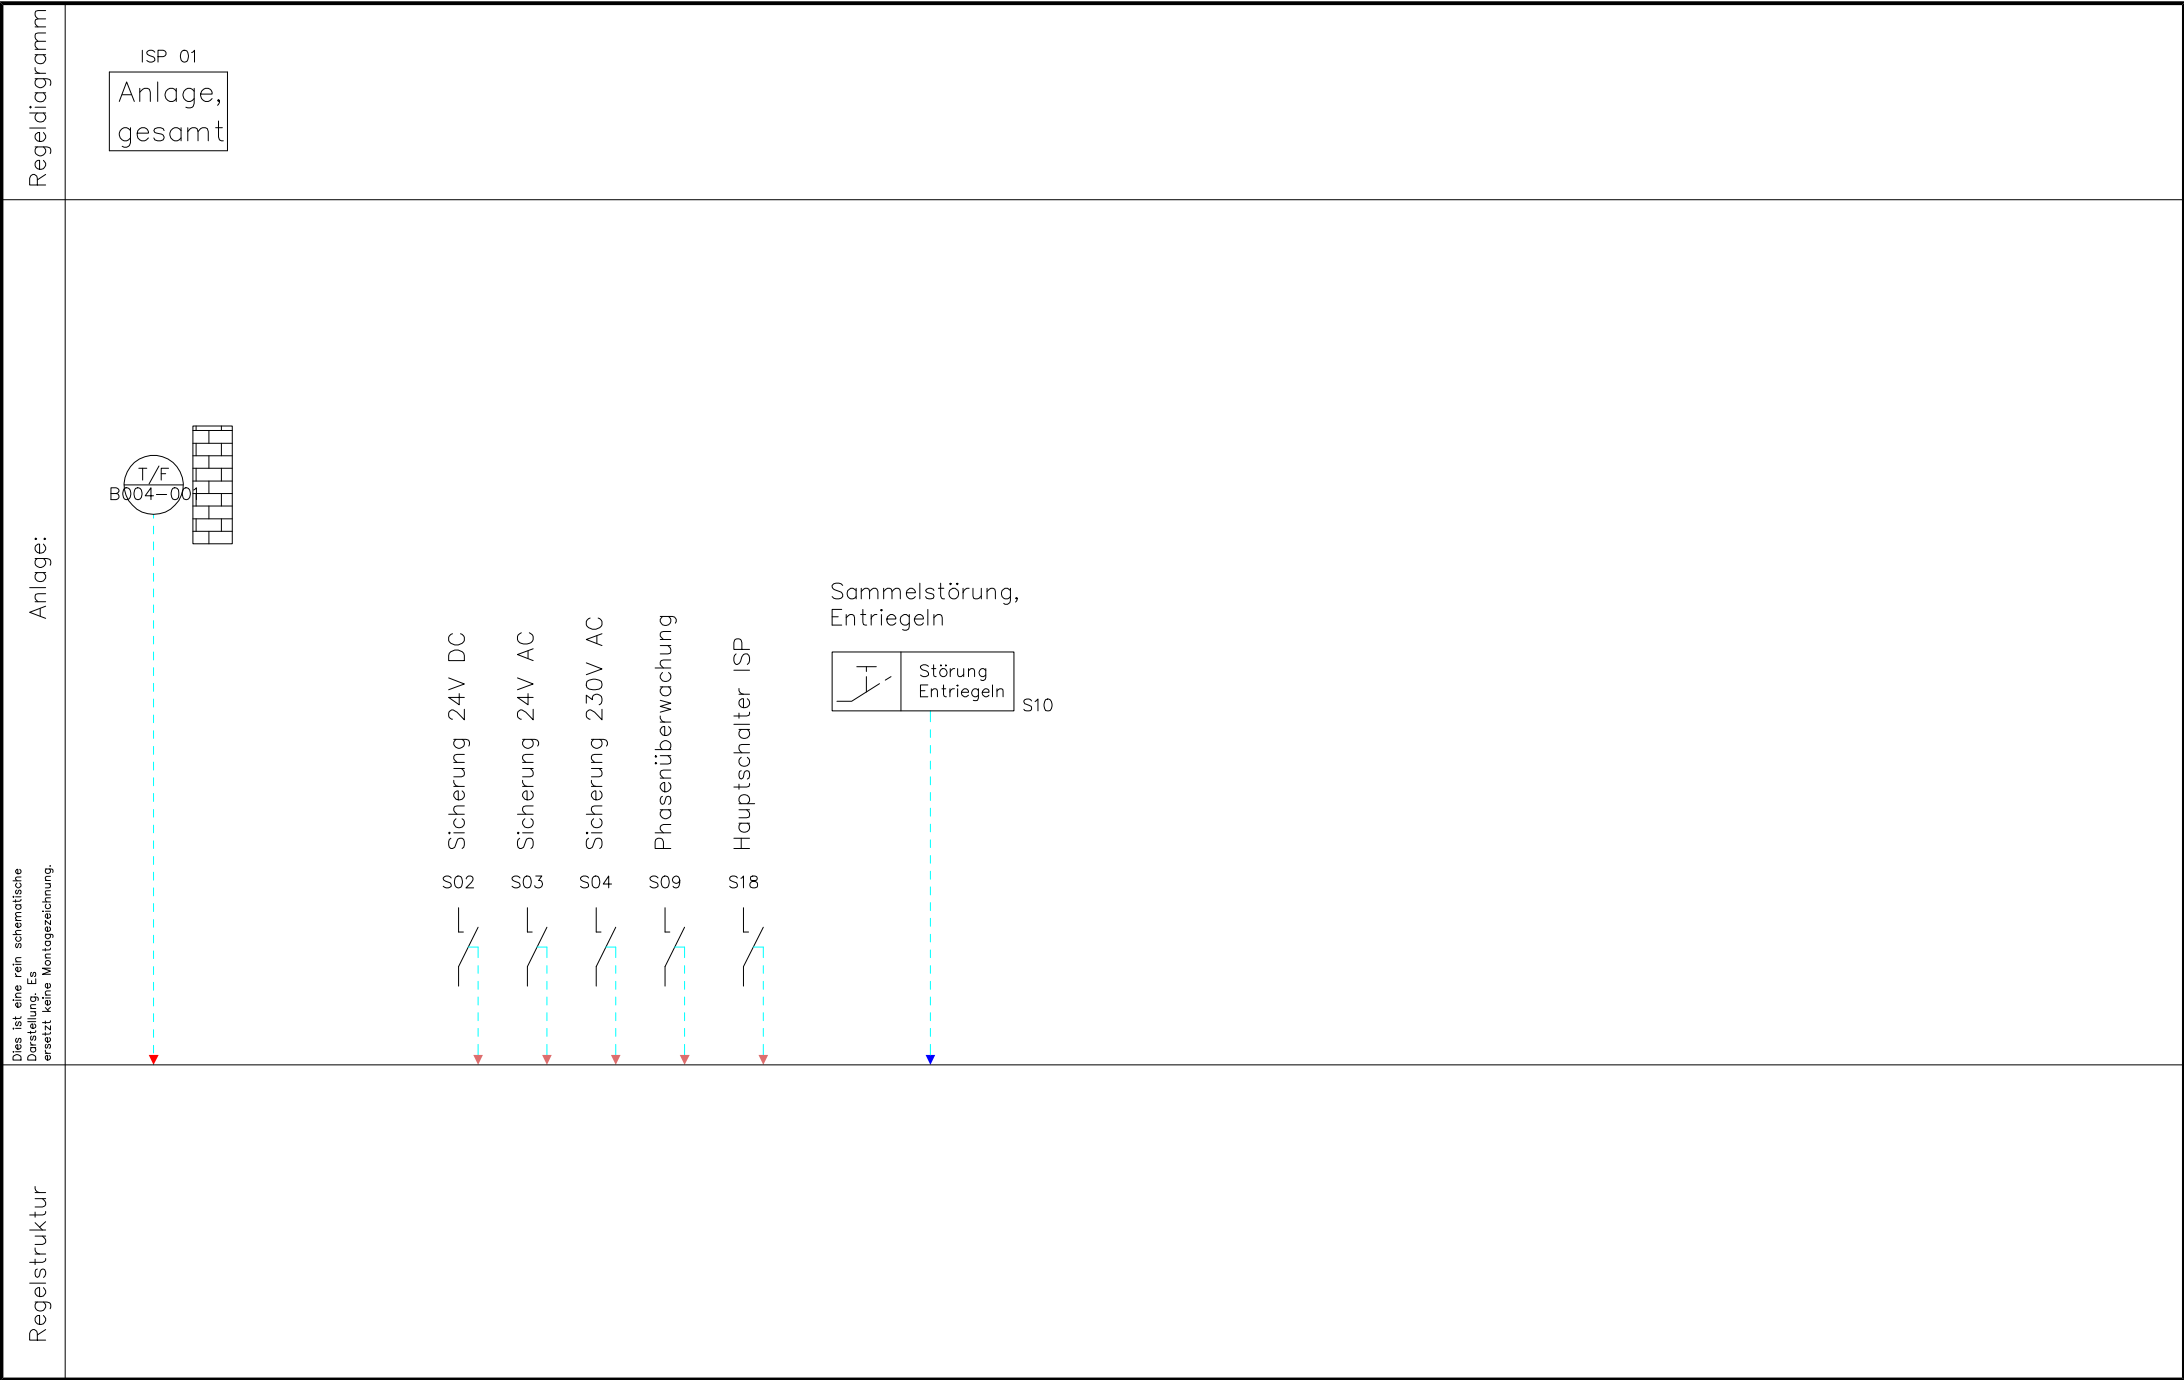 Regeldiagramm
ISP 01
Anlage,
gesamt
Anlage:
T/F
B004-001
Sicherung 24V DC
Sicherung 24V AC
Sicherung 230V AC
Phasenüberwachung
Hauptschalter ISP
S02
S03
S04
S09
S18
Sammelstörung,
Entriegeln
Störung
Entriegeln
S10
Dies ist eine rein schematische
Darstellung. Es
ersetzt keine Montagezeichnung.
Regelstruktur